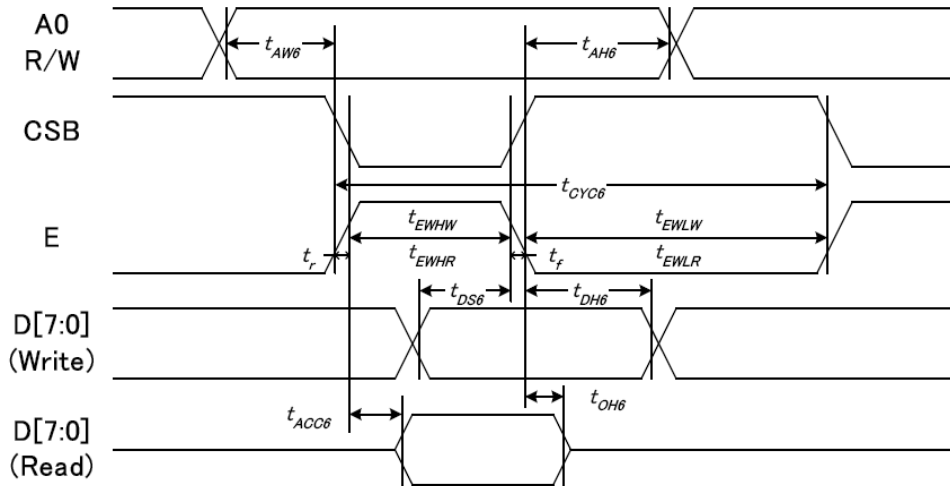 A0
R/W
tAW6
tAH6
CSB
tCYC6
E
tEWHW
tEWLW
tr
tEWHR
tf
tEWLR
tDS6
tDH6
D[7:0]
(Write)
tACC6
tOH6
D[7:0]
(Read)